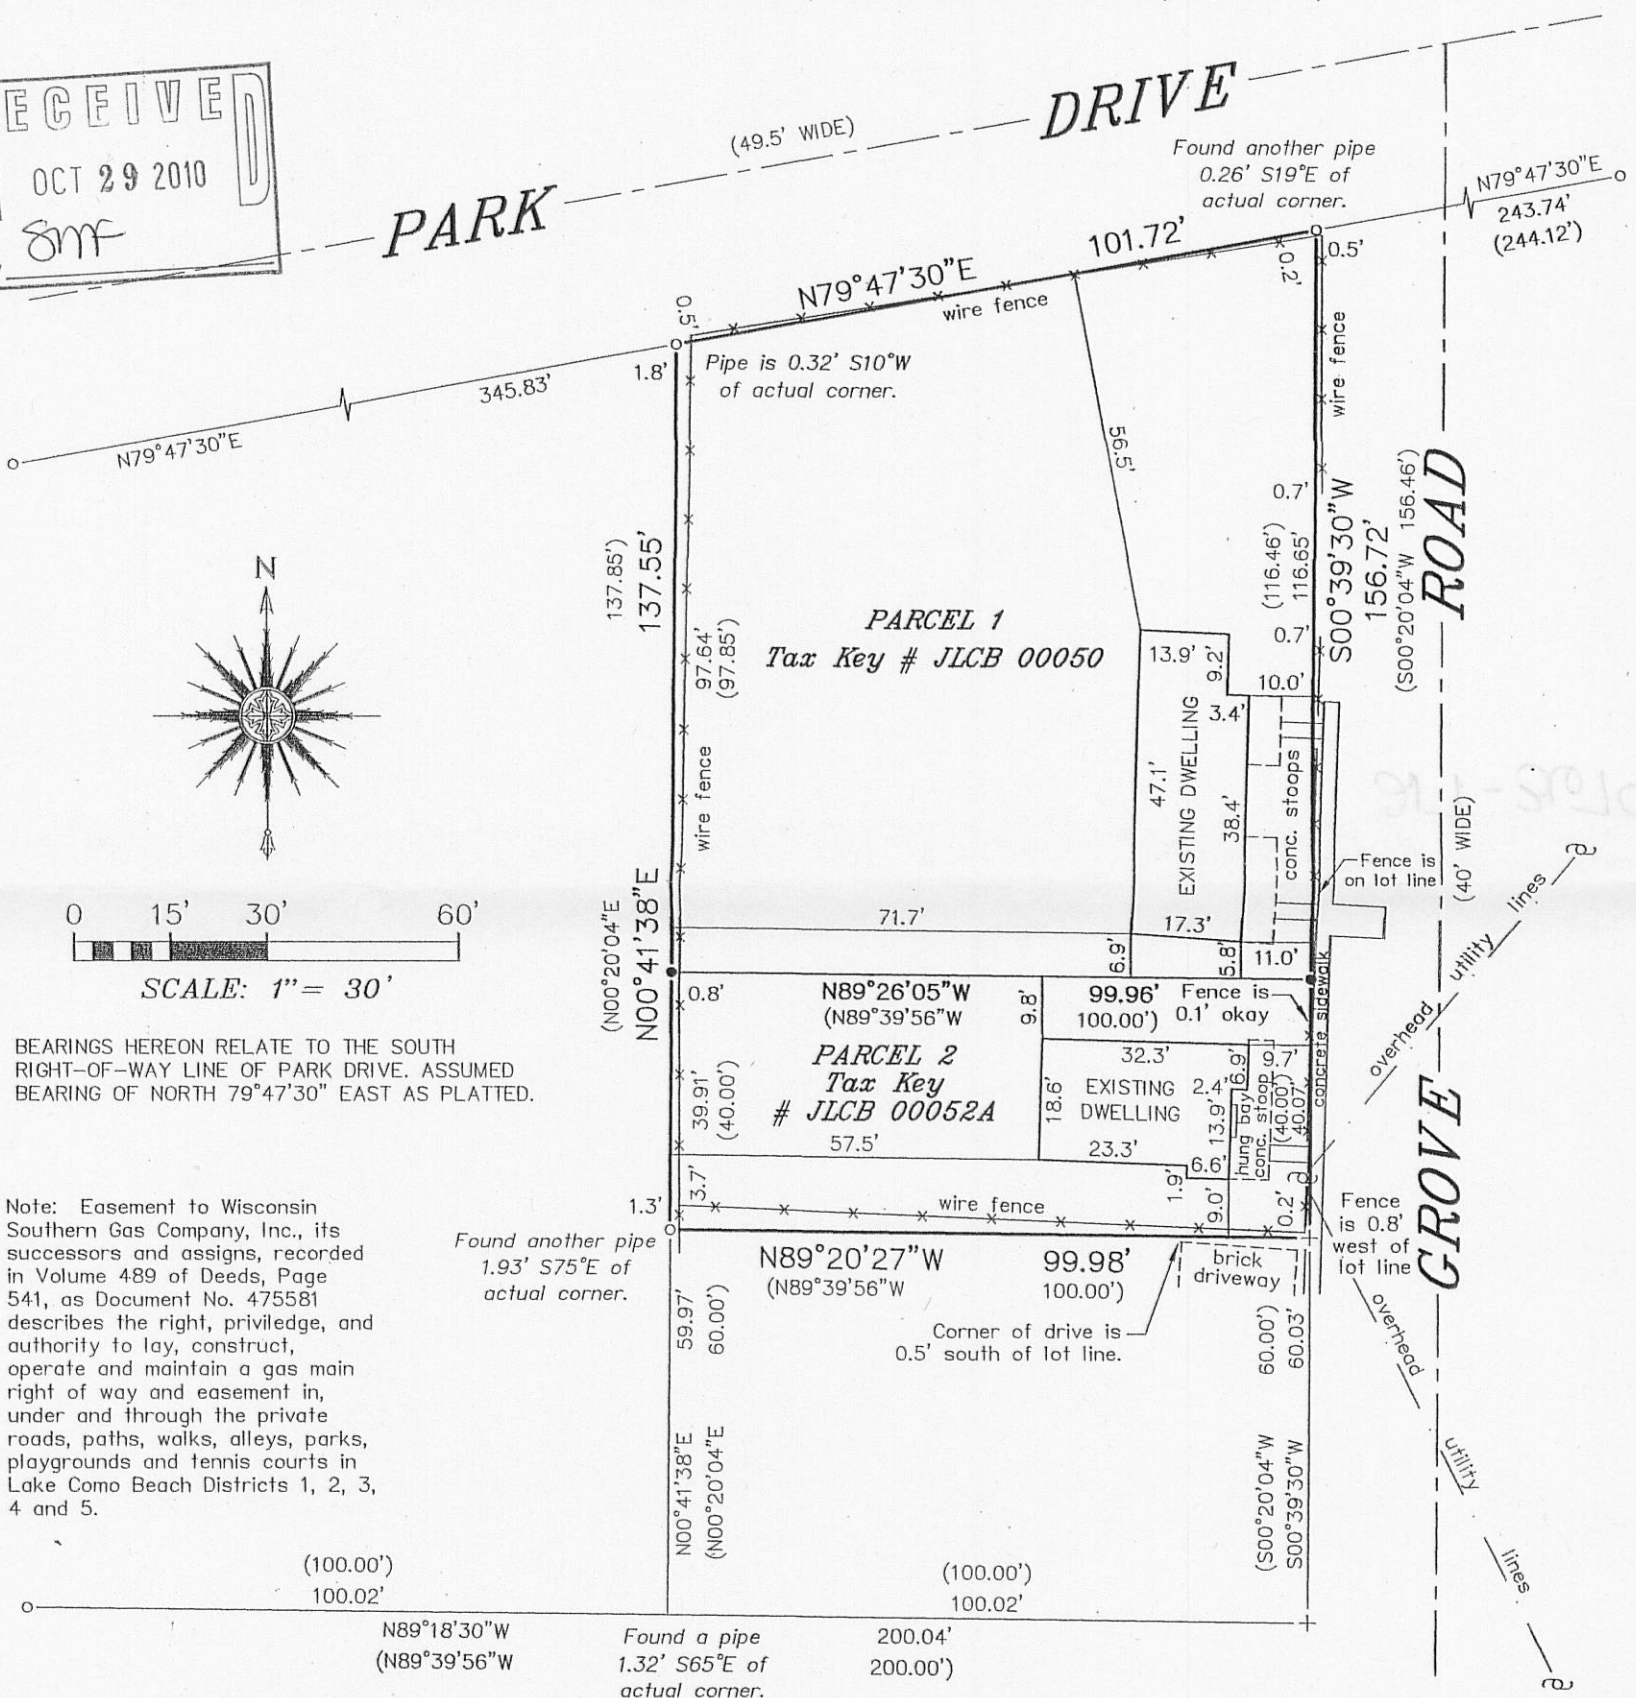 ECEIVED
OCT 29 2010
SMF
PARK
DRIVE
(49.5' WIDE)
Found another pipe
0.26' S19°E of
actual corner.
N79°47'30"E
243.74'
(244.12')
101.72'
N79°47'30"E
wire fence
0.5'
0.2'
0.5'
1.8'
Pipe is 0.32' S10°W
of actual corner.
345.83'
N79°47'30"E
wire fence
56.5'
0.7'
(116.46')
116.65'
0.7'
S00°39'30"W
156.72'
(S00°20'04"W 156.46')
ROAD
137.85')
137.55'
N
PARCEL 1
Tax Key # JLCB 00050
97.64'
(97.85')
wire fence
13.9'
9.2'
10.0'
3.4'
47.1'
EXISTING DWELLING
38.4'
conc. stoops
Fence is
on lot line
(40' WIDE)
71.7'
17.3'
6.9'
5.8'
11.0'
0 15' 30' 60'
SCALE: 1"= 30'
(N00°20'04"E
N00°41'38"E
0.8'
N89°26'05"W
(N89°39'56"W
99.96'
100.00')
Fence is
0.1' okay
9.8'
concrete sidewalk
overhead
utility
lines
BEARINGS HEREON RELATE TO THE SOUTH
RIGHT-OF-WAY LINE OF PARK DRIVE. ASSUMED
BEARING OF NORTH 79°47'30" EAST AS PLATTED.
PARCEL 2
Tax Key
# JLCB 00052A
39.91'
(40.00')
57.5'
32.3'
18.6'
EXISTING
DWELLING
2.4'
6.9'
9.7'
13.9'
hung bay
conc. stoop
(40.00')
40.07'
23.3'
6.6'
1.9'
9.0'
0.2'
3.7'
1.3'
wire fence
Fence
is 0.8'
west of
lot line
GROVE
Note: Easement to Wisconsin
Southern Gas Company, Inc., its
successors and assigns, recorded
in Volume 489 of Deeds, Page
541, as Document No. 475581
describes the right, priviledge, and
authority to lay, construct,
operate and maintain a gas main
right of way and easement in,
under and through the private
roads, paths, walks, alleys, parks,
playgrounds and tennis courts in
Lake Como Beach Districts 1, 2, 3,
4 and 5.
Found another pipe
1.93' S75°E of
actual corner.
N89°20'27"W
(N89°39'56"W
99.98'
100.00')
brick
driveway
Corner of drive is
0.5' south of lot line.
59.97'
60.00')
60.00')
60.03'
overhead
utility
lines
N00°41'38"E
(N00°20'04"E
(S00°20'04"W
S00°39'30"W
(100.00')
100.02'
(100.00')
100.02'
N89°18'30"W
(N89°39'56"W
Found a pipe
1.32' S65°E of
actual corner.
200.04'
200.00')